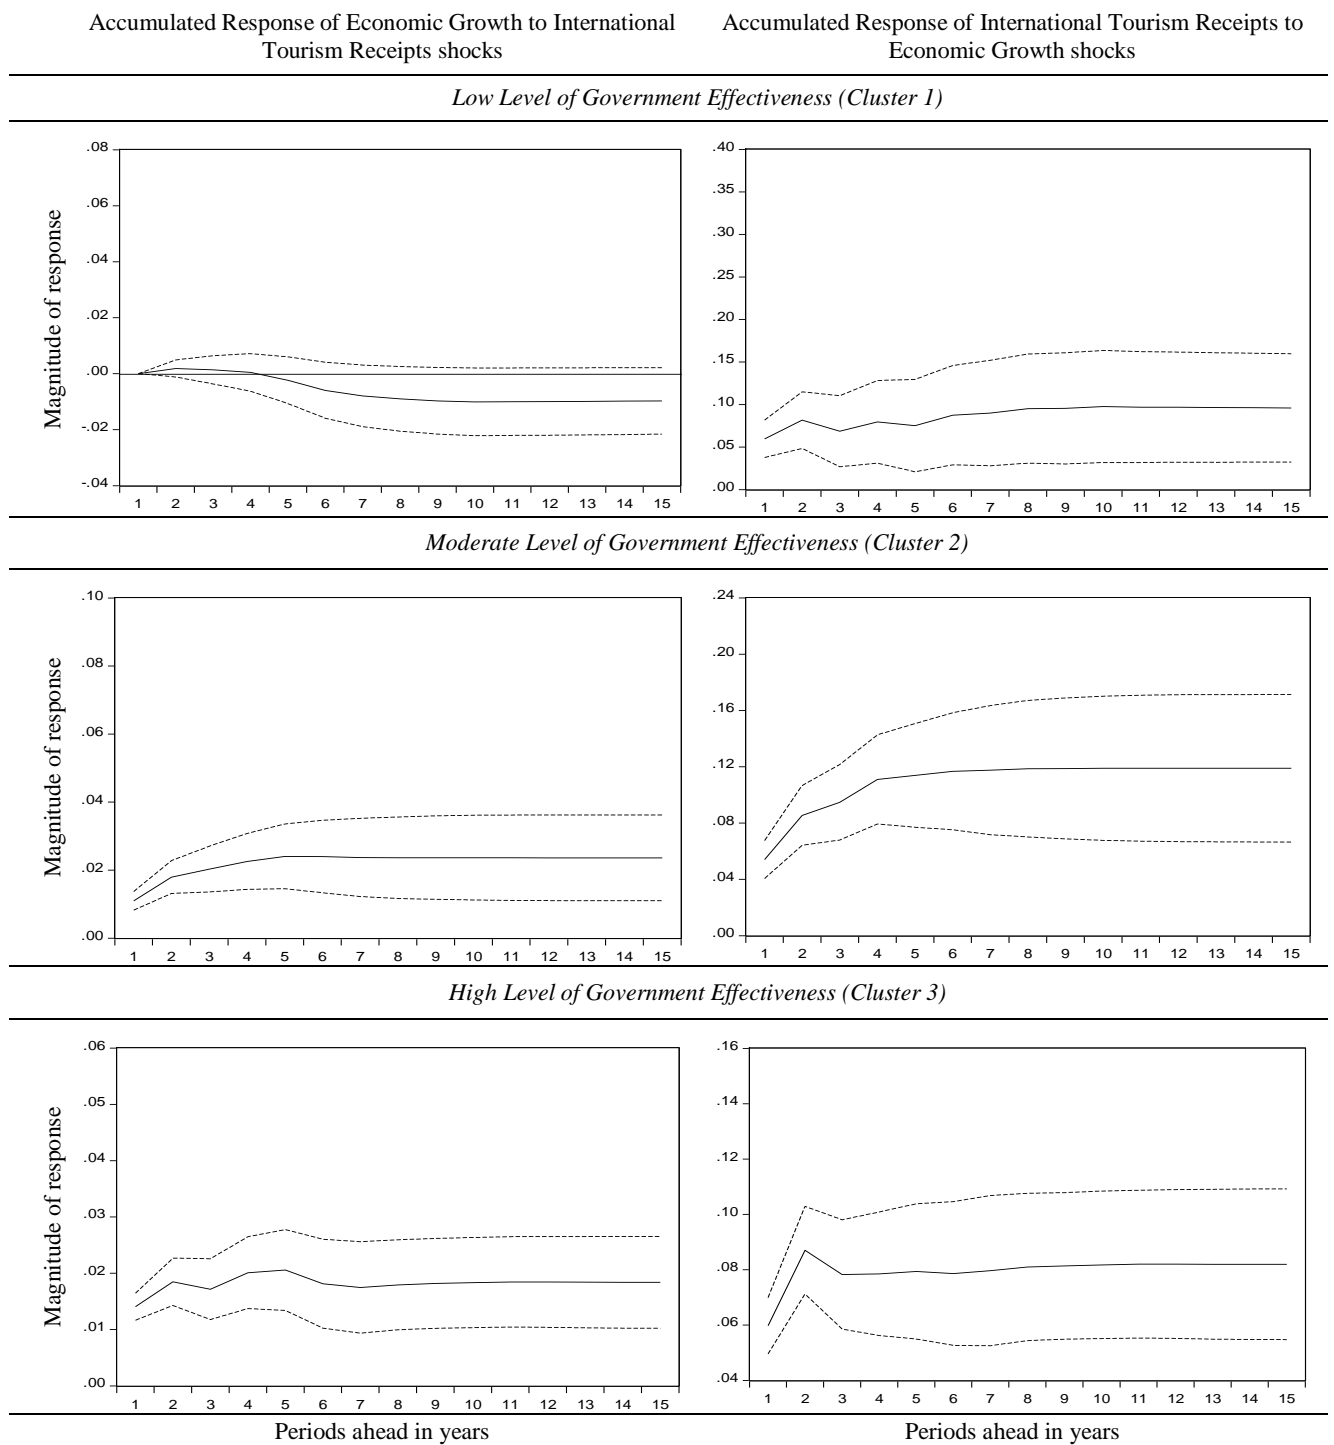 Accumulated Response of Economic Growth to International
Tourism Receipts shocks
Accumulated Response of International Tourism Receipts to
Economic Growth shocks
Low Level of Government Effectiveness (Cluster 1)
Magnitude of response
.08
.06
.04
.02
.00
-.02
-.04
1 2 3 4 5 6 7 8 9 10 11 12 13 14 15
.40
.35
.30
.25
.20
.15
.10
.05
.00
1 2 3 4 5 6 7 8 9 10 11 12 13 14 15
Moderate Level of Government Effectiveness (Cluster 2)
Magnitude of response
.10
.08
.06
.04
.02
.00
1 2 3 4 5 6 7 8 9 10 11 12 13 14 15
.24
.20
.16
.12
.08
.04
.00
1 2 3 4 5 6 7 8 9 10 11 12 13 14 15
High Level of Government Effectiveness (Cluster 3)
Magnitude of response
.06
.05
.04
.03
.02
.01
.00
1 2 3 4 5 6 7 8 9 10 11 12 13 14 15
.16
.14
.12
.10
.08
.06
.04
1 2 3 4 5 6 7 8 9 10 11 12 13 14 15
Periods ahead in years
Periods ahead in years